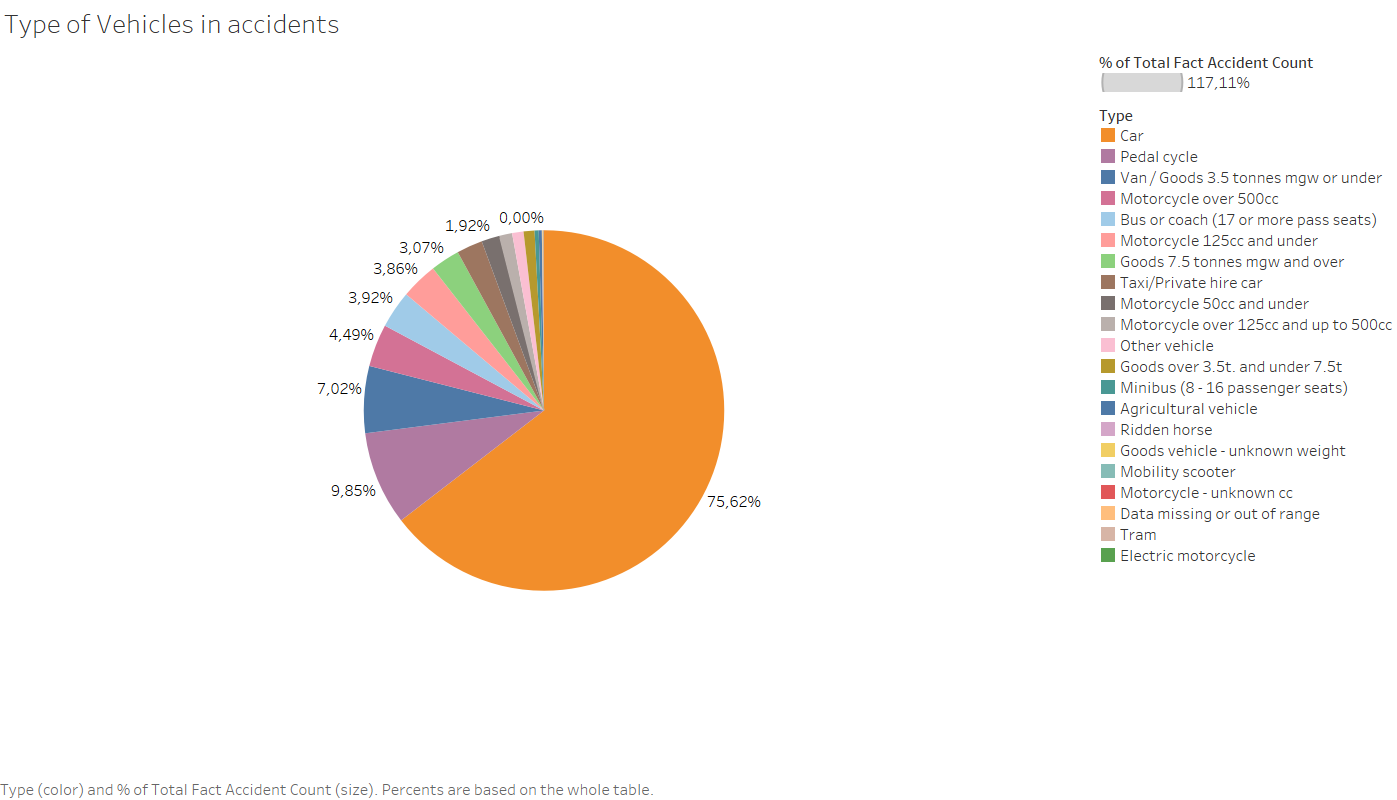 Type of Vehicles in accidents
% of Total Fact Accident Count
117,11%
Type
Car
Pedal cycle
Van / Goods 3.5 tonnes mgw or under
Motorcycle over 500cc
Bus or coach (17 or more pass seats)
Motorcycle 125cc and under
Goods 7.5 tonnes mgw and over
Taxi/Private hire car
Motorcycle 50cc and under
Motorcycle over 125cc and up to 500cc
Other vehicle
Goods over 3.5t. and under 7.5t
Minibus (8 - 16 passenger seats)
Agricultural vehicle
Ridden horse
Goods vehicle - unknown weight
Mobility scooter
Motorcycle - unknown cc
Data missing or out of range
Tram
Electric motorcycle
0,00%
1,92%
3,07%
3,86%
3,92%
4,49%
7,02%
9,85%
75,62%
Type (color) and % of Total Fact Accident Count (size). Percents are based on the whole table.